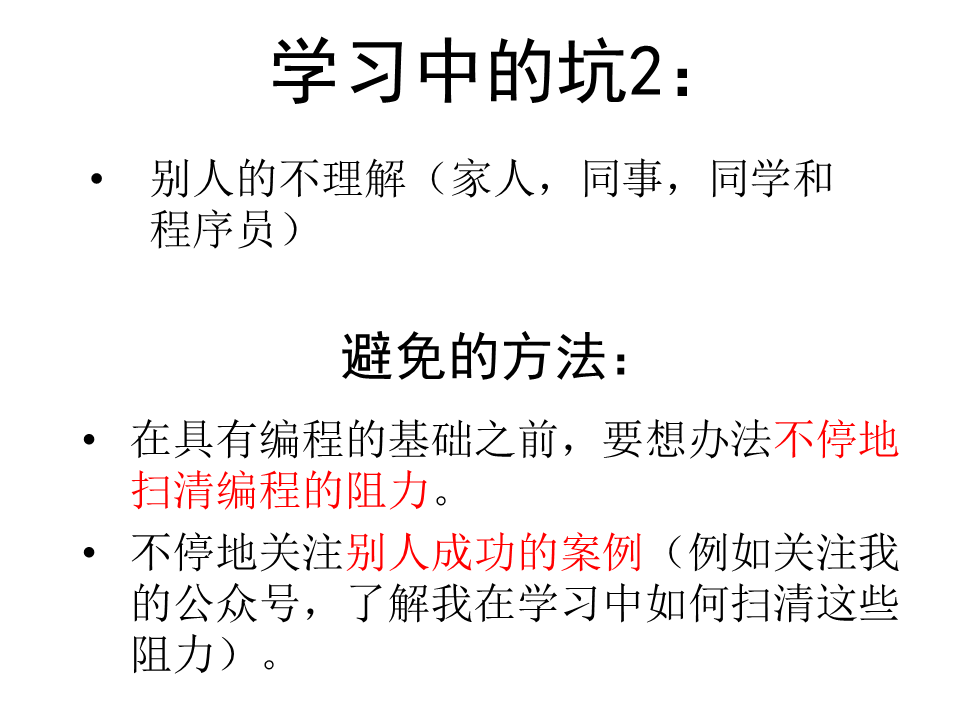 学习中的坑2：
• 别人的不理解（家人，同事，同学和
程序员）
避免的方法：
• 在具有编程的基础之前，要想办法不停地
扫清编程的阻力。
• 不停地关注别人成功的案例（例如关注我
的公众号，了解我在学习中如何扫清这些
阻力）。